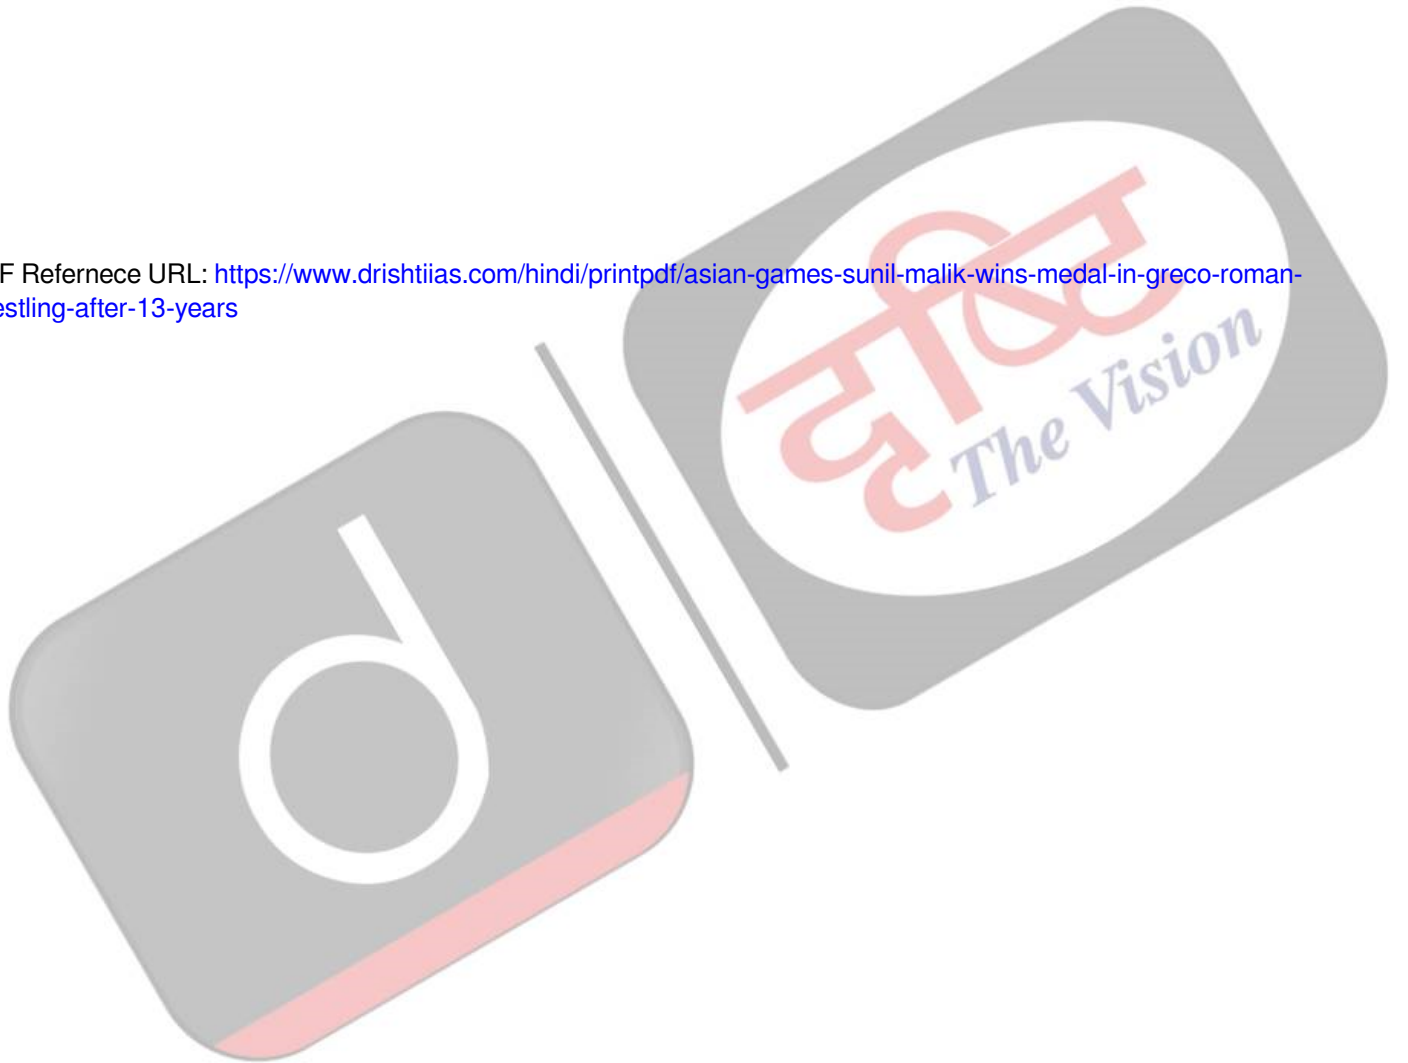 F Refernece URL: https://www.drishtiias.com/hindi/printpdf/asian-games-sunil-malik-wins-medal-in-greco-roman-
estling-after-13-years
दृष्टि
The Vision
d